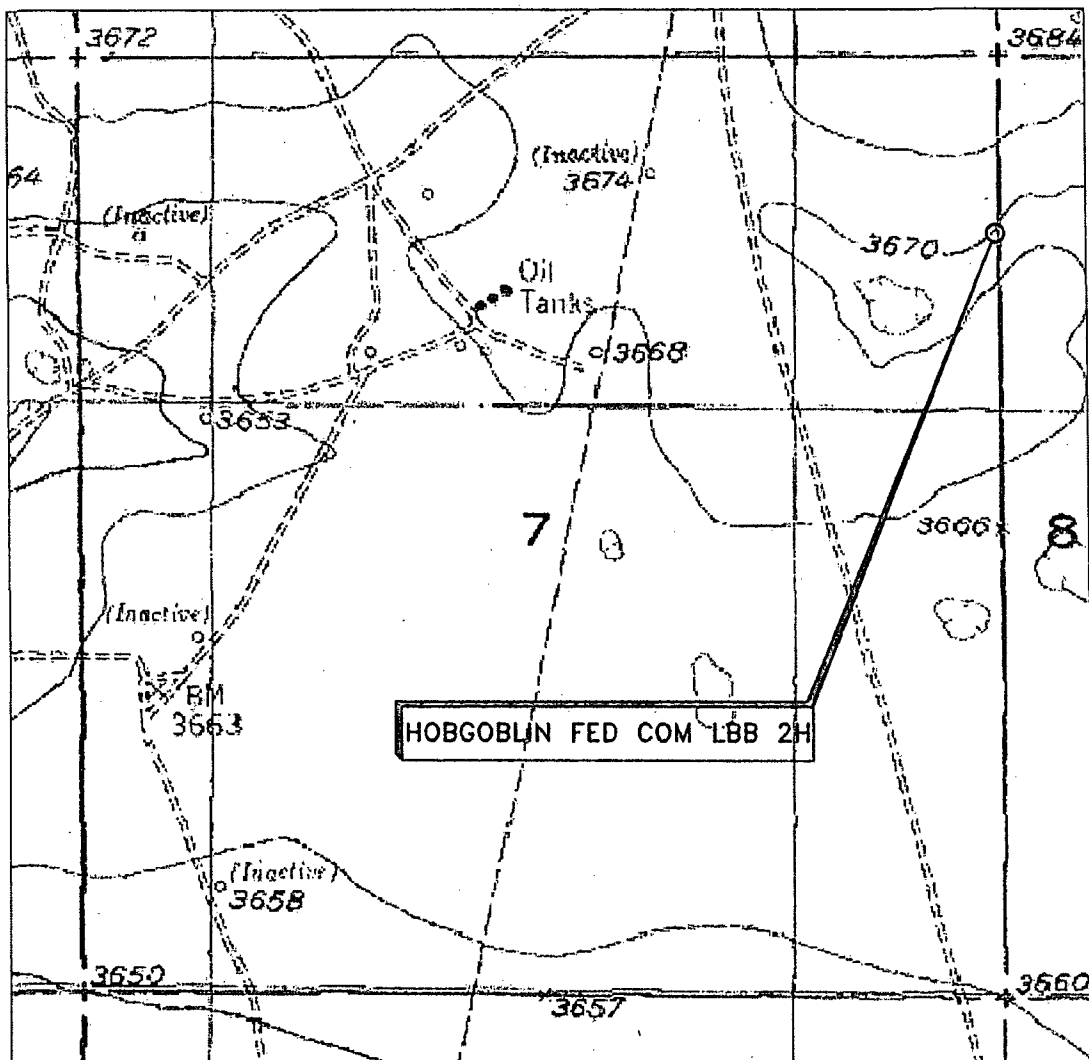 3672
3684
(Inactive)
3674
64
(Inactive)
3670
Oil
Tanks
3668
3653
7
3666
8
(Inactive)
BM
3663
HOBGOBLIN FED COM LBB 2H
(Inactive)
3658
3650
3657
3660